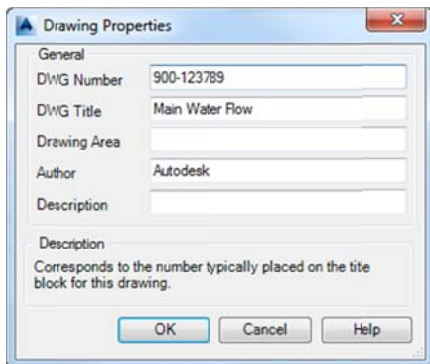 Drawing Properties
General
DWG Number 900-123789
DWG Title Main Water Flow
Drawing Area
Author Autodesk
Description
Description
Corresponds to the number typically placed on the tite
block for this drawing.
OK Cancel Help